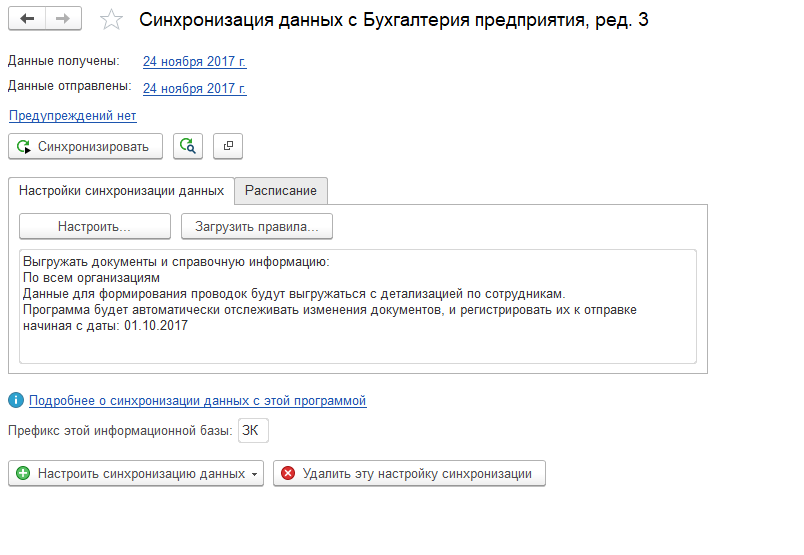 Синхронизация данных с Бухгалтерия предприятия, ред. 3
Данные получены: 24 ноября 2017 г.
Данные отправлены: 24 ноября 2017 г.
Предупреждений нет
Синхронизировать
Настройки синхронизации данных Расписание
Настроить... Загрузить правила...
Выгружать документы и справочную информацию:
По всем организациям
Данные для формирования проводок будут выгружаться с детализацией по сотрудникам.
Программа будет автоматически отслеживать изменения документов, и регистрировать их к отправке
начиная с даты: 01.10.2017
Подробнее о синхронизации данных с этой программой
Префикс этой информационной базы: ЗК
Настроить синхронизацию данных Удалить эту настройку синхронизации